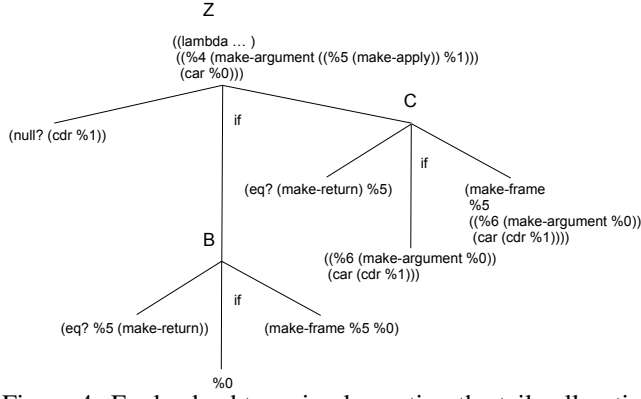 Z
((lambda … )
((%4 (make-argument ((%5 (make-apply)) %1)))
(car %0)))
C
if
(null? (cdr %1))
if
(eq? (make-return) %5)
(make-frame
%5
((%6 (make-argument %0))
(car (cdr %1))))
B
((%6 (make-argument %0))
(car (cdr %1)))
if
(eq? %5 (make-return))
(make-frame %5 %0)
%0